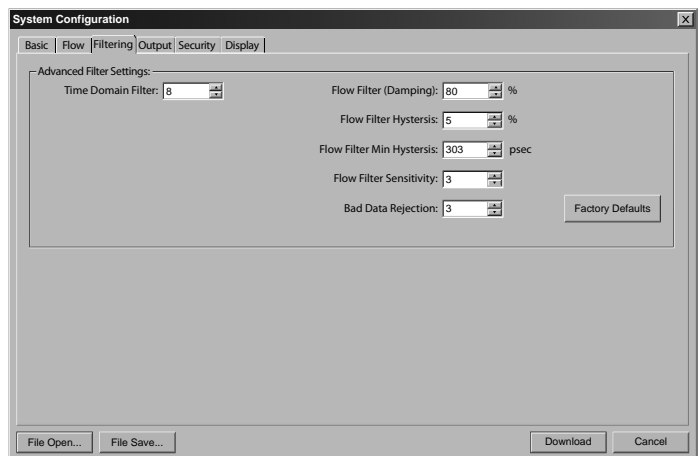 System Configuration X
Basic Flow Filtering Output Security Display
Advanced Filter Settings:
Time Domain Filter: 8
Flow Filter (Damping): 80 %
Flow Filter Hystersis: 5 %
Flow Filter Min Hystersis: 303 psec
Flow Filter Sensitivity: 3
Bad Data Rejection: 3
Factory Defaults
File Open... File Save... Download Cancel